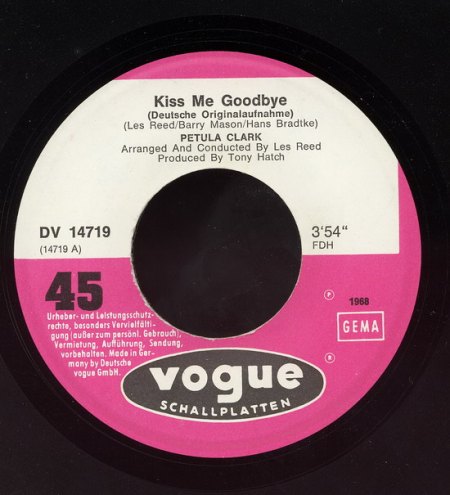 Kiss Me Goodbye
(Deutsche Originalaufnahme)
(Les Reed/Barry Mason/Hans Bradtke)
PETULA CLARK
Arranged And Conducted By Les Reed
Produced By Tony Hatch
DV 14719
(14719 A)
3'54"
FDH
45
Urheber- und Leistungsschutz-
rechte, besonders Vervielfälti-
gung (außer zum persönl. Gebrauch),
Vermietung, Aufführung, Sendung,
vorbehalten. Made in Ger-
many by Deutsche
vogue GmbH.
℗
1968
GEMA
®
vogue
SCHALLPLATTEN